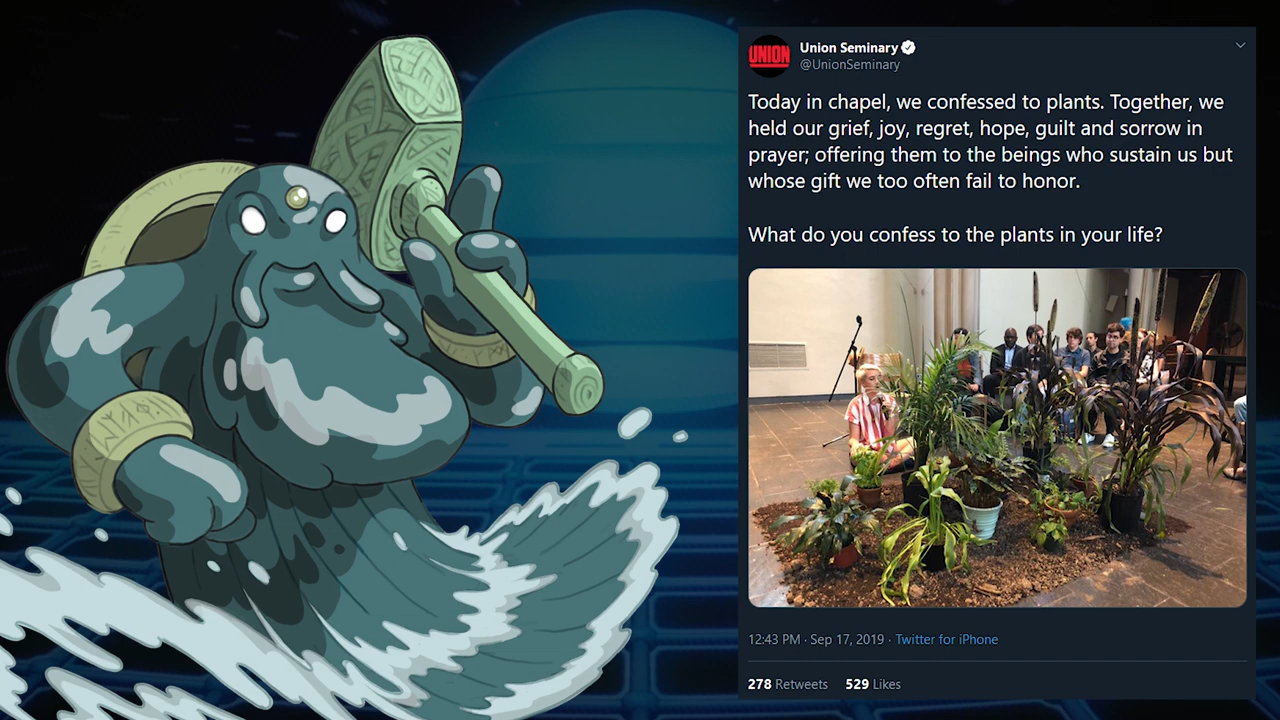 UNION
Union Seminary
@UnionSeminary
Today in chapel, we confessed to plants. Together, we
held our grief, joy, regret, hope, guilt and sorrow in
prayer; offering them to the beings who sustain us but
whose gift we too often fail to honor.
What do you confess to the plants in your life?
12:43 PM · Sep 17, 2019 · Twitter for iPhone
278 Retweets 529 Likes